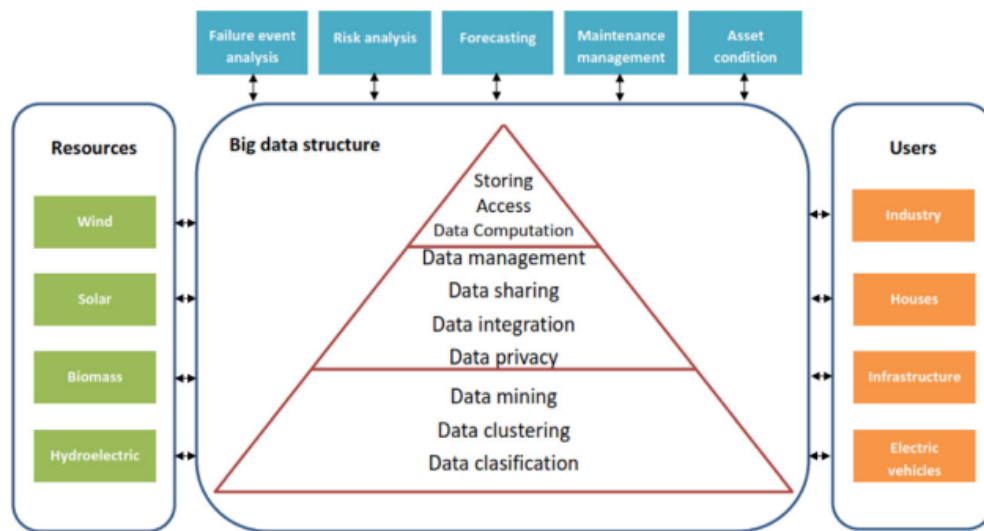 Failure event
analysis
Risk analysis
Forecasting
Maintenance
management
Asset
condition
Resources
Wind
Solar
Biomass
Hydroelectric
Big data structure
Storing
Access
Data Computation
Data management
Data sharing
Data integration
Data privacy
Data mining
Data clustering
Data clasification
Users
Industry
Houses
Infrastructure
Electric
vehicles